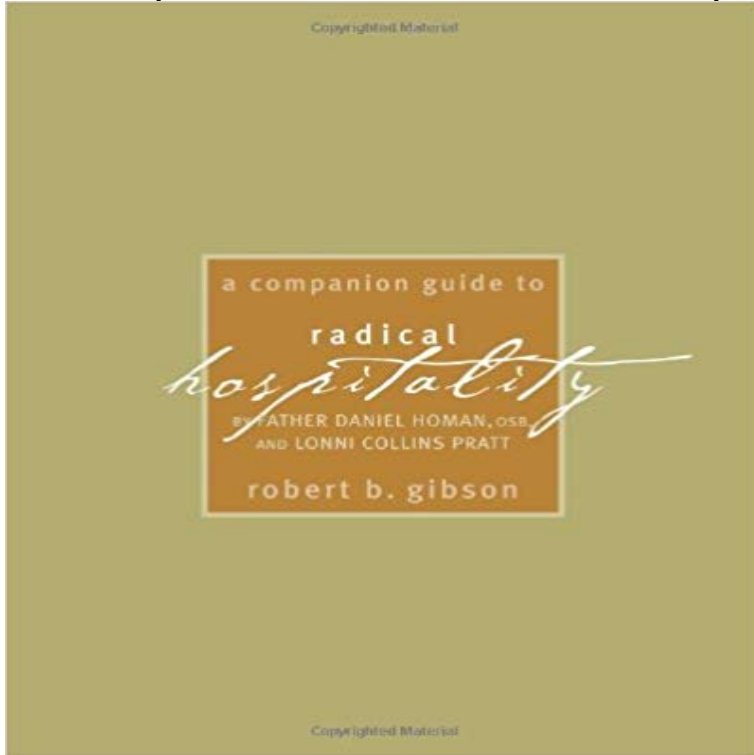 Copyrighted Material
a companion guide to
radical
hospitality
BY FATHER DANIEL HOMAN, OSB,
AND LONNI COLLINS PRATT
robert b. gibson
Copyrighted Material